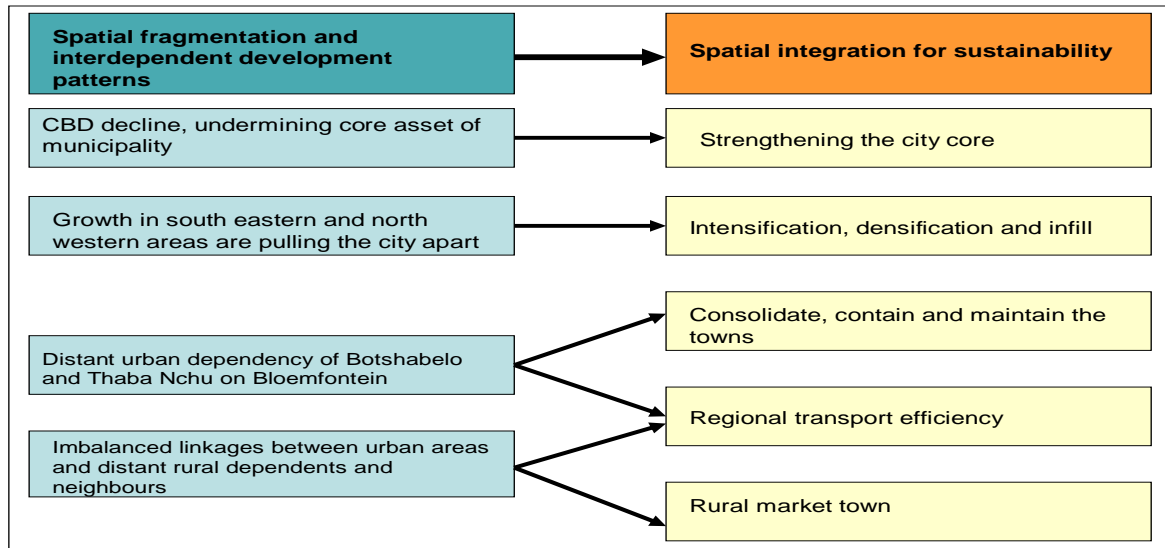 Spatial fragmentation and
interdependent development
patterns
Spatial integration for sustainability
CBD decline, undermining core asset of
municipality
Strengthening the city core
Growth in south eastern and north
western areas are pulling the city apart
Intensification, densification and infill
Distant urban dependency of Botshabelo
and Thaba Nchu on Bloemfontein
Consolidate, contain and maintain the
towns
Regional transport efficiency
Imbalanced linkages between urban areas
and distant rural dependents and
neighbours
Rural market town